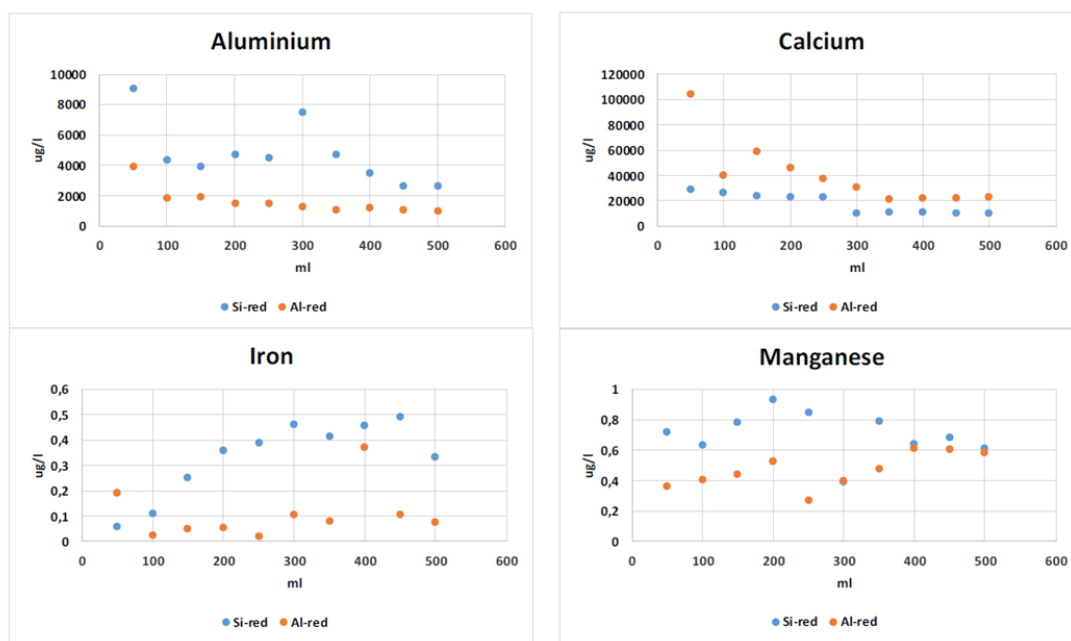 Aluminium
10000
8000
6000
4000
2000
0
ug/l
0 100 200 300 400 500 600
ml
Si-red Al-red
Calcium
120000
100000
80000
60000
40000
20000
0
ug/l
0 100 200 300 400 500 600
ml
Si-red Al-red
Iron
0,6
0,5
0,4
0,3
0,2
0,1
0
ug/l
0 100 200 300 400 500 600
ml
Si-red Al-red
Manganese
1
0,8
0,6
0,4
0,2
0
ug/l
0 100 200 300 400 500 600
ml
Si-red Al-red